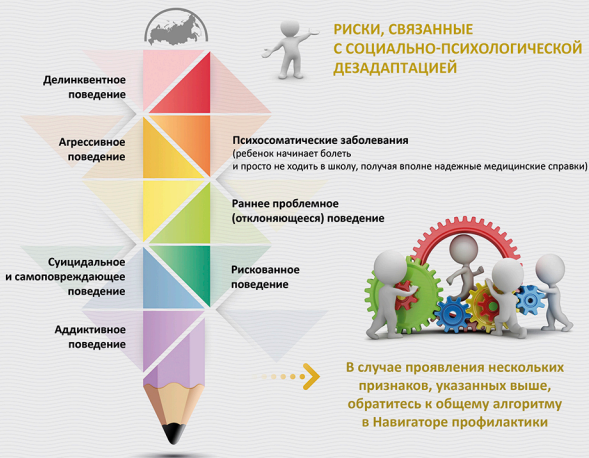 РИСКИ, СВЯЗАННЫЕ
С СОЦИАЛЬНО-ПСИХОЛОГИЧЕСКОЙ
ДЕЗАДАПТАЦИЕЙ
Делинквентное
поведение
Агрессивное
поведение
Психосоматические заболевания
(ребенок начинает болеть
и просто не ходить в школу, получая вполне надежные медицинские справки)
Раннее проблемное
(отклоняющееся) поведение
Суицидальное
и самоповреждающее
поведение
Рискованное
поведение
Аддиктивное
поведение
В случае проявления нескольких
признаков, указанных выше,
обратитесь к общему алгоритму
в Навигаторе профилактики